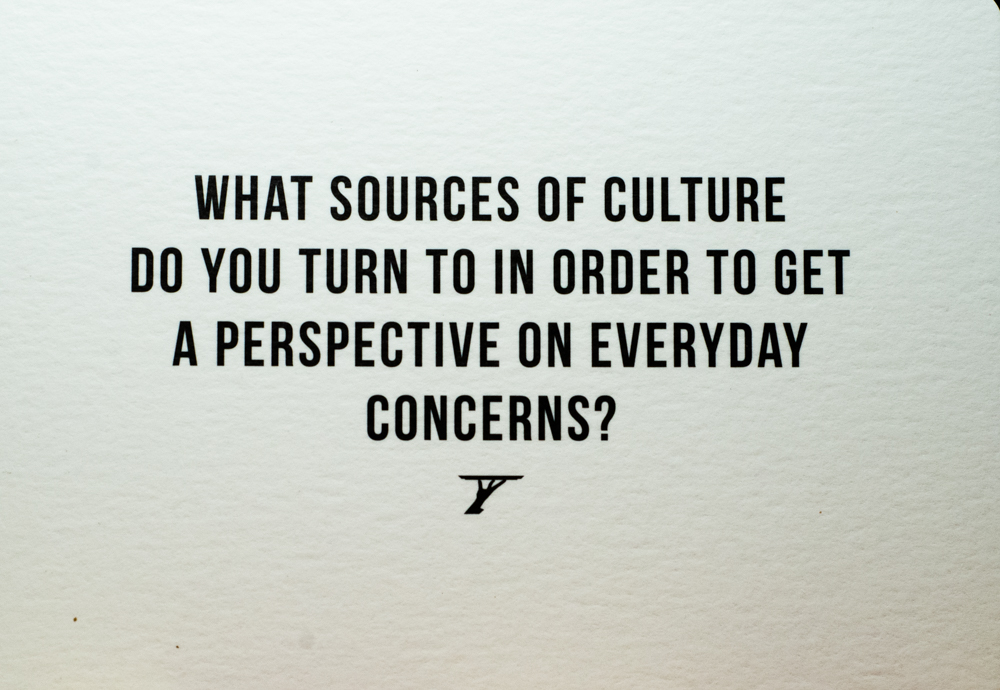 WHAT SOURCES OF CULTURE
DO YOU TURN TO IN ORDER TO GET
A PERSPECTIVE ON EVERYDAY
CONCERNS?